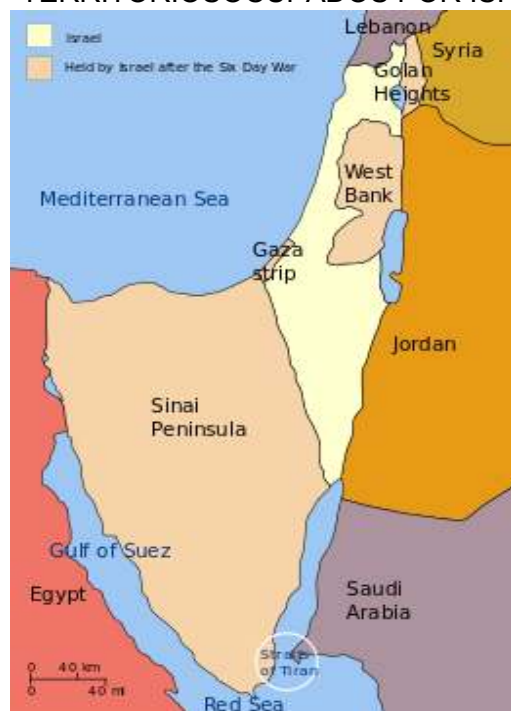 Israel
Held by Israel after the Six Day War
Lebanon
Syria
Golan
Heights
Mediterranean Sea
West
Bank
Gaza
strip
Jordan
Sinai
Peninsula
Gulf of Suez
Egypt
Saudi
Arabia
Straits
of Tiran
0 40 km
0 40 mi
Red Sea